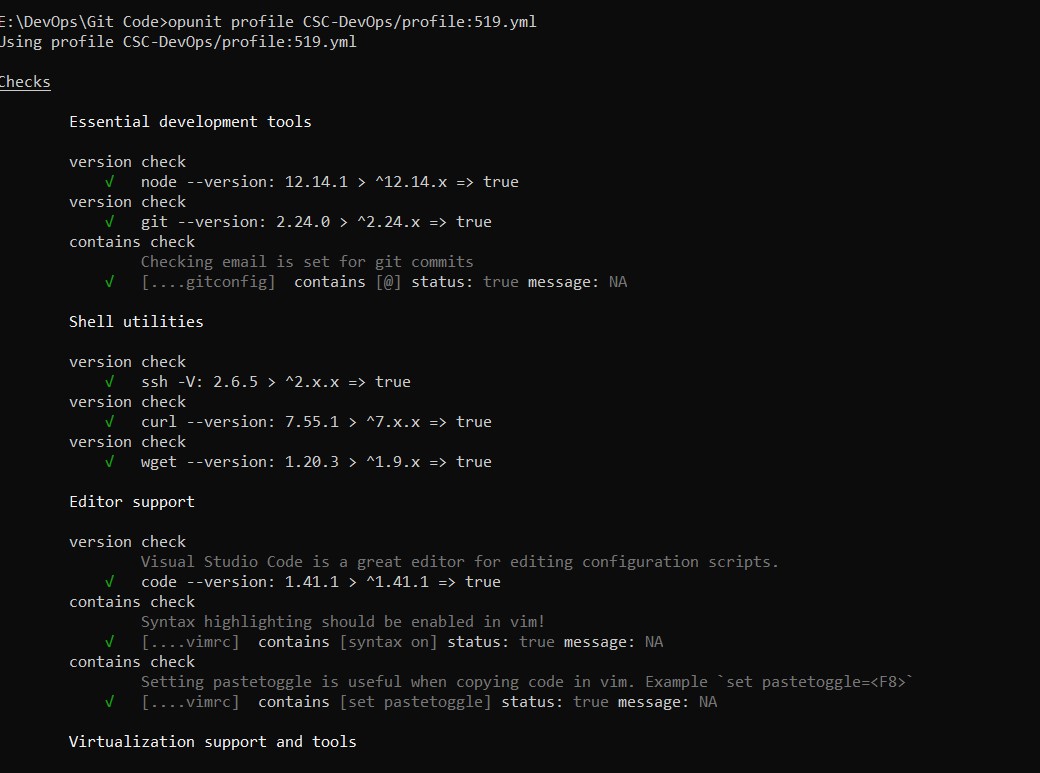 E:\DevOps\Git Code>opunit profile CSC-DevOps/profile:519.yml
Using profile CSC-DevOps/profile:519.yml
Checks
Essential development tools
version check
√ node --version: 12.14.1 > ^12.14.x => true
version check
√ git --version: 2.24.0 > ^2.24.x => true
contains check
Checking email is set for git commits
√ [....gitconfig] contains [@] status: true message: NA
Shell utilities
version check
√ ssh -V: 2.6.5 > ^2.x.x => true
version check
√ curl --version: 7.55.1 > ^7.x.x => true
version check
√ wget --version: 1.20.3 > ^1.9.x => true
Editor support
version check
Visual Studio Code is a great editor for editing configuration scripts.
√ code --version: 1.41.1 > ^1.41.1 => true
contains check
Syntax highlighting should be enabled in vim!
√ [....vimrc] contains [syntax on] status: true message: NA
contains check
Setting pastetoggle is useful when copying code in vim. Example `set pastetoggle=<F8>`
√ [....vimrc] contains [set pastetoggle] status: true message: NA
Virtualization support and tools